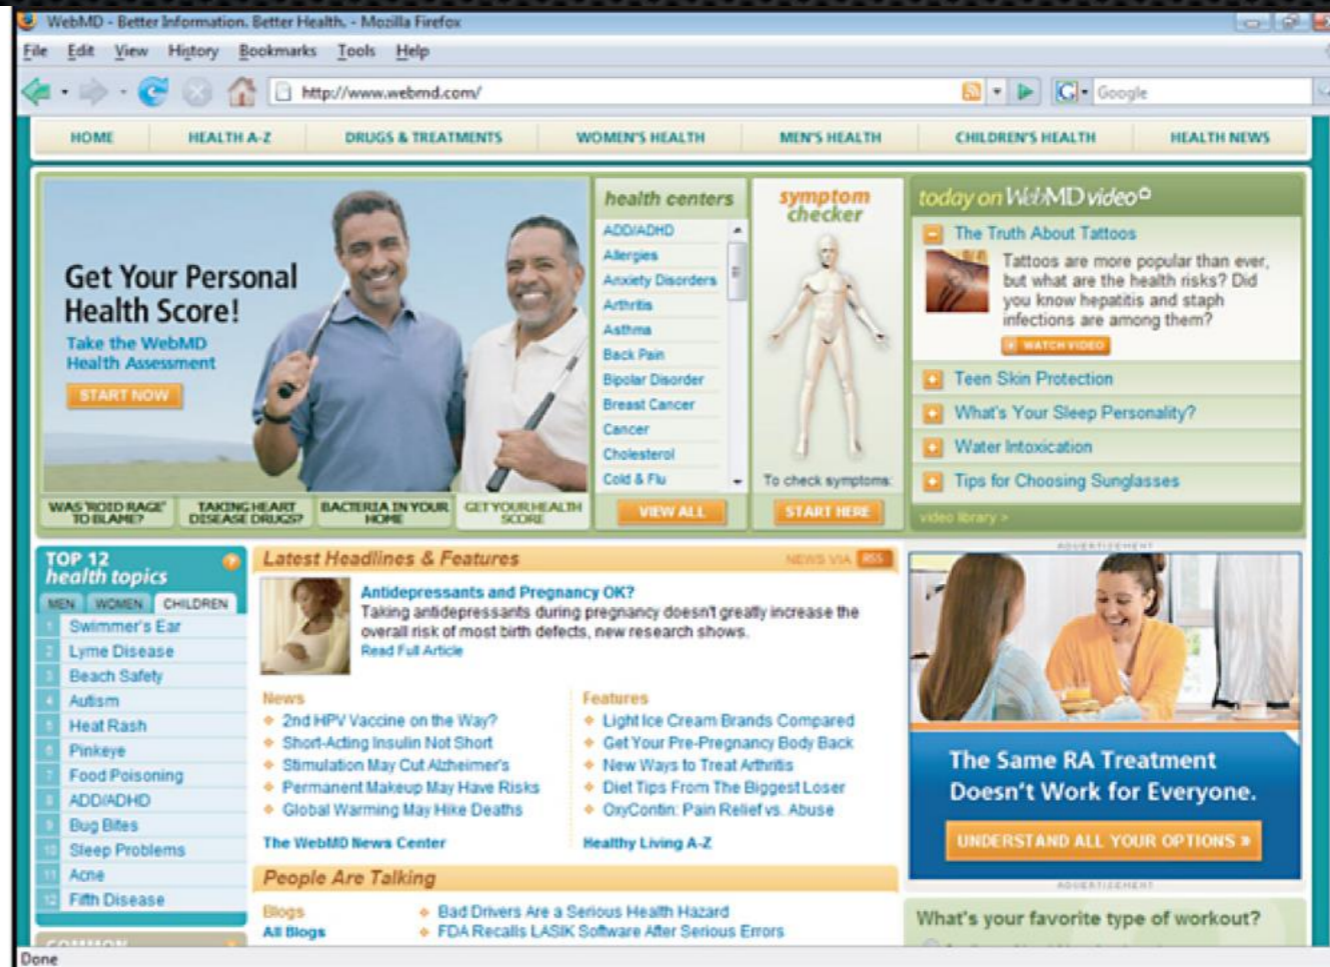 WebMD - Better Information. Better Health. - Mozilla Firefox
File Edit View History Bookmarks Tools Help
http://www.webmd.com/
Google
HOME HEALTH A-Z DRUGS & TREATMENTS WOMEN'S HEALTH MEN'S HEALTH CHILDREN'S HEALTH HEALTH NEWS
Get Your Personal
Health Score!
Take the WebMD
Health Assessment
START NOW
WAS 'ROID RAGE'
TO BLAME?
TAKING HEART
DISEASE DRUGS?
BACTERIA IN YOUR
HOME
GET YOUR HEALTH
SCORE
health centers
ADD/ADHD
Allergies
Anxiety Disorders
Arthritis
Asthma
Back Pain
Bipolar Disorder
Breast Cancer
Cancer
Cholesterol
Cold & Flu
VIEW ALL
symptom
checker
To check symptoms:
START HERE
today on WebMD video
The Truth About Tattoos
Tattoos are more popular than ever,
but what are the health risks? Did
you know hepatitis and staph
infections are among them?
WATCH VIDEO
Teen Skin Protection
What's Your Sleep Personality?
Water Intoxication
Tips for Choosing Sunglasses
video library >
TOP 12
health topics
MEN WOMEN CHILDREN
1 Swimmer's Ear
2 Lyme Disease
3 Beach Safety
4 Autism
5 Heat Rash
6 Pinkeye
7 Food Poisoning
8 ADD/ADHD
9 Bug Bites
10 Sleep Problems
11 Acne
12 Fifth Disease
COMMON
Latest Headlines & Features
NEWS VIA RSS
Antidepressants and Pregnancy OK?
Taking antidepressants during pregnancy doesn't greatly increase the
overall risk of most birth defects, new research shows.
Read Full Article
News
2nd HPV Vaccine on the Way?
Short-Acting Insulin Not Short
Stimulation May Cut Alzheimer's
Permanent Makeup May Have Risks
Global Warming May Hike Deaths
The WebMD News Center
Features
Light Ice Cream Brands Compared
Get Your Pre-Pregnancy Body Back
New Ways to Treat Arthritis
Diet Tips From The Biggest Loser
OxyContin: Pain Relief vs. Abuse
Healthy Living A-Z
People Are Talking
Blogs
All Blogs
Bad Drivers Are a Serious Health Hazard
FDA Recalls LASIK Software After Serious Errors
ADVERTISEMENT
The Same RA Treatment
Doesn't Work for Everyone.
UNDERSTAND ALL YOUR OPTIONS »
ADVERTISEMENT
What's your favorite type of workout?
Done